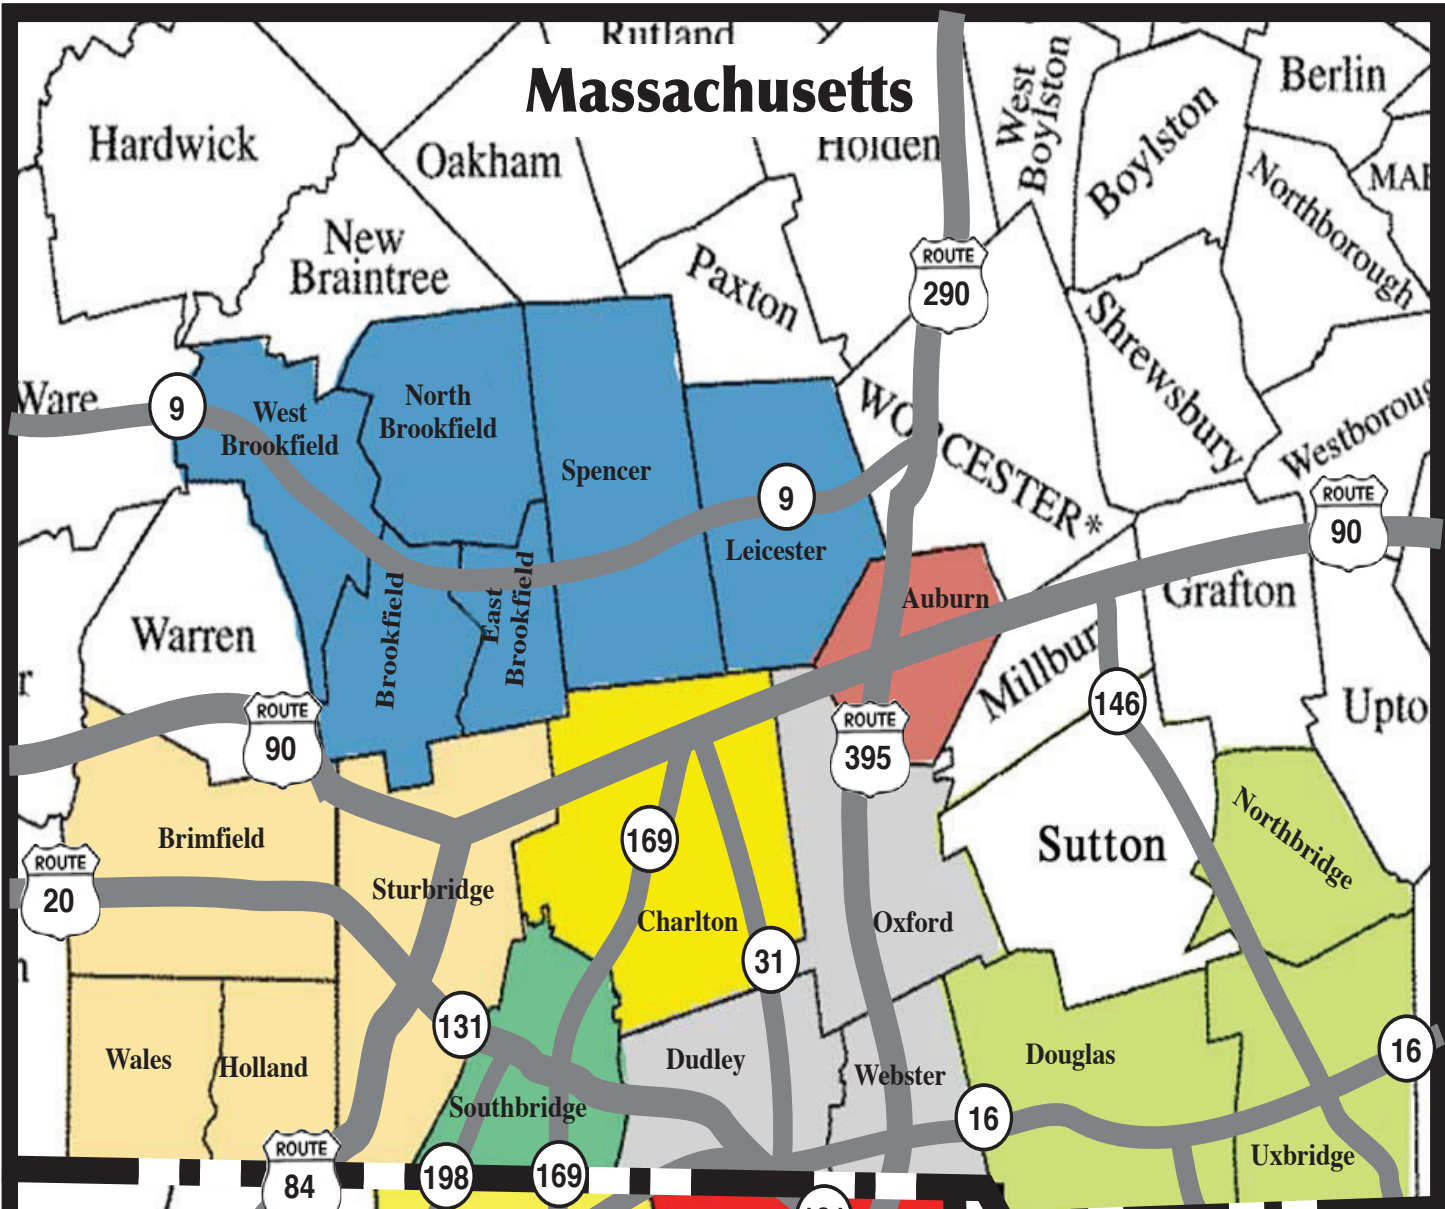 Rutland
Massachusetts
Hardwick
Oakham
Holden
West
Boylston
Boylston
Berlin
Northborough
New
Braintree
Paxton
ROUTE
290
Shrewsbury
Ware
9
West
Brookfield
North
Brookfield
Spencer
9
Leicester
WORCESTER*
Westboroug
ROUTE
90
Warren
Brookfield
East
Brookfield
Auburn
Grafton
Millbur
146
Upto
ROUTE
90
ROUTE
395
Brimfield
169
Sutton
Northbridge
ROUTE
20
Sturbridge
Charlton
31
Oxford
131
Wales
Holland
Dudley
Webster
Douglas
16
Southbridge
16
Uxbridge
ROUTE
84
198
169